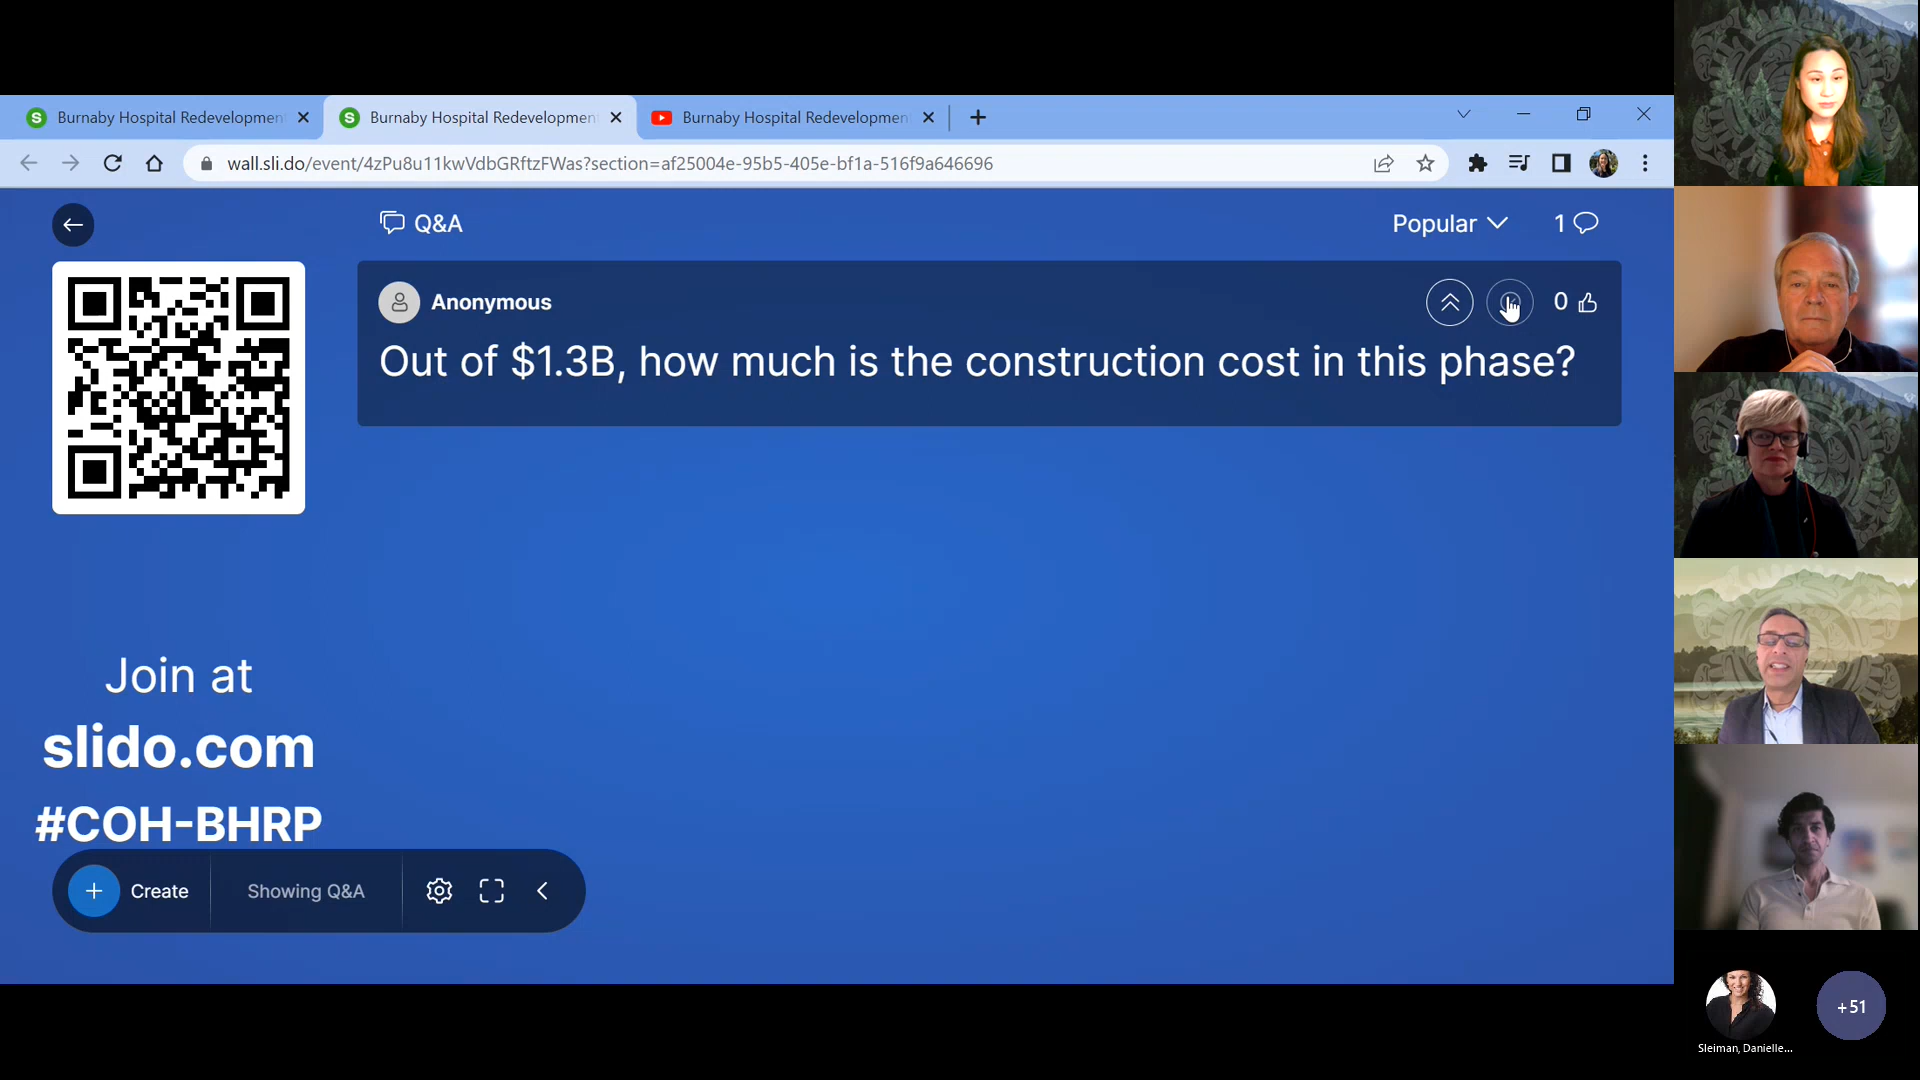 Burnaby Hospital Redevelopmen
Burnaby Hospital Redevelopmen
Burnaby Hospital Redevelopmen
wall.sli.do/event/4zPu8u11kwVdbGRftzFWas?section=af25004e-95b5-405e-bf1a-516f9a646696
Q&A
Popular
1
Anonymous
0
Out of $1.3B, how much is the construction cost in this phase?
Join at
slido.com
#COH-BHRP
Create
Showing Q&A
+51
Sleiman, Danielle...